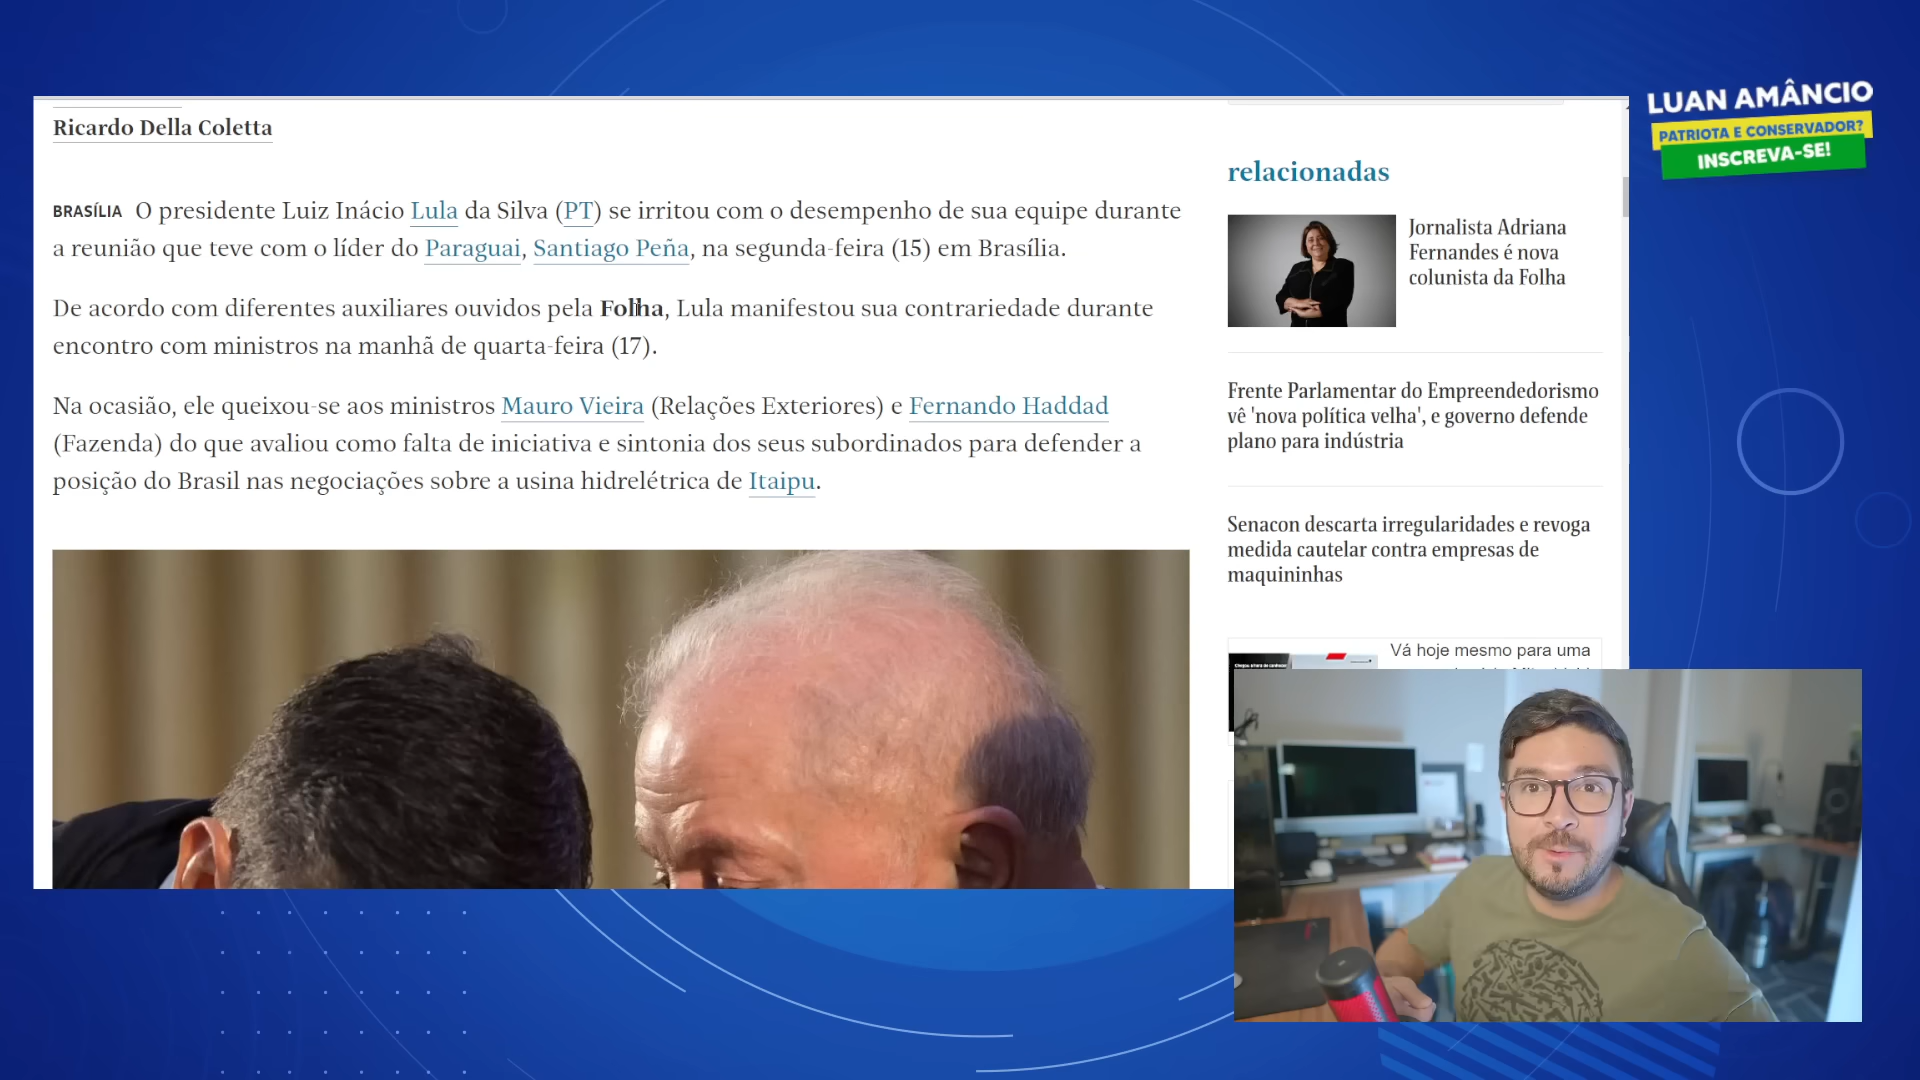 Ricardo Della Coletta
BRASÍLIA O presidente Luiz Inácio Lula da Silva (PT) se irritou com o desempenho de sua equipe durante
a reunião que teve com o líder do Paraguai, Santiago Peña, na segunda-feira (15) em Brasília.
De acordo com diferentes auxiliares ouvidos pela Folha, Lula manifestou sua contrariedade durante
encontro com ministros na manhã de quarta-feira (17).
Na ocasião, ele queixou-se aos ministros Mauro Vieira (Relações Exteriores) e Fernando Haddad
(Fazenda) do que avaliou como falta de iniciativa e sintonia dos seus subordinados para defender a
posição do Brasil nas negociações sobre a usina hidrelétrica de Itaipu.
relacionadas
Jornalista Adriana
Fernandes é nova
colunista da Folha
Frente Parlamentar do Empreendedorismo
vê 'nova política velha', e governo defende
plano para indústria
Senacon descarta irregularidades e revoga
medida cautelar contra empresas de
maquininhas
Vá hoje mesmo para uma
LUAN AMÂNCIO
PATRIOTA E CONSERVADOR?
INSCREVA-SE!